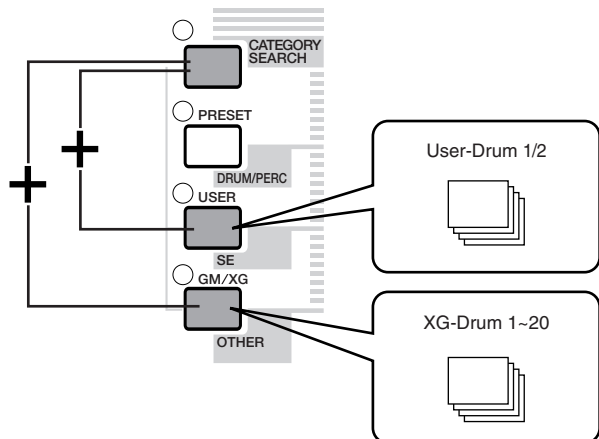 CATEGORY
SEARCH
PRESET
DRUM/PERC
USER
SE
GM/XG
OTHER
User-Drum 1/2
XG-Drum 1~20